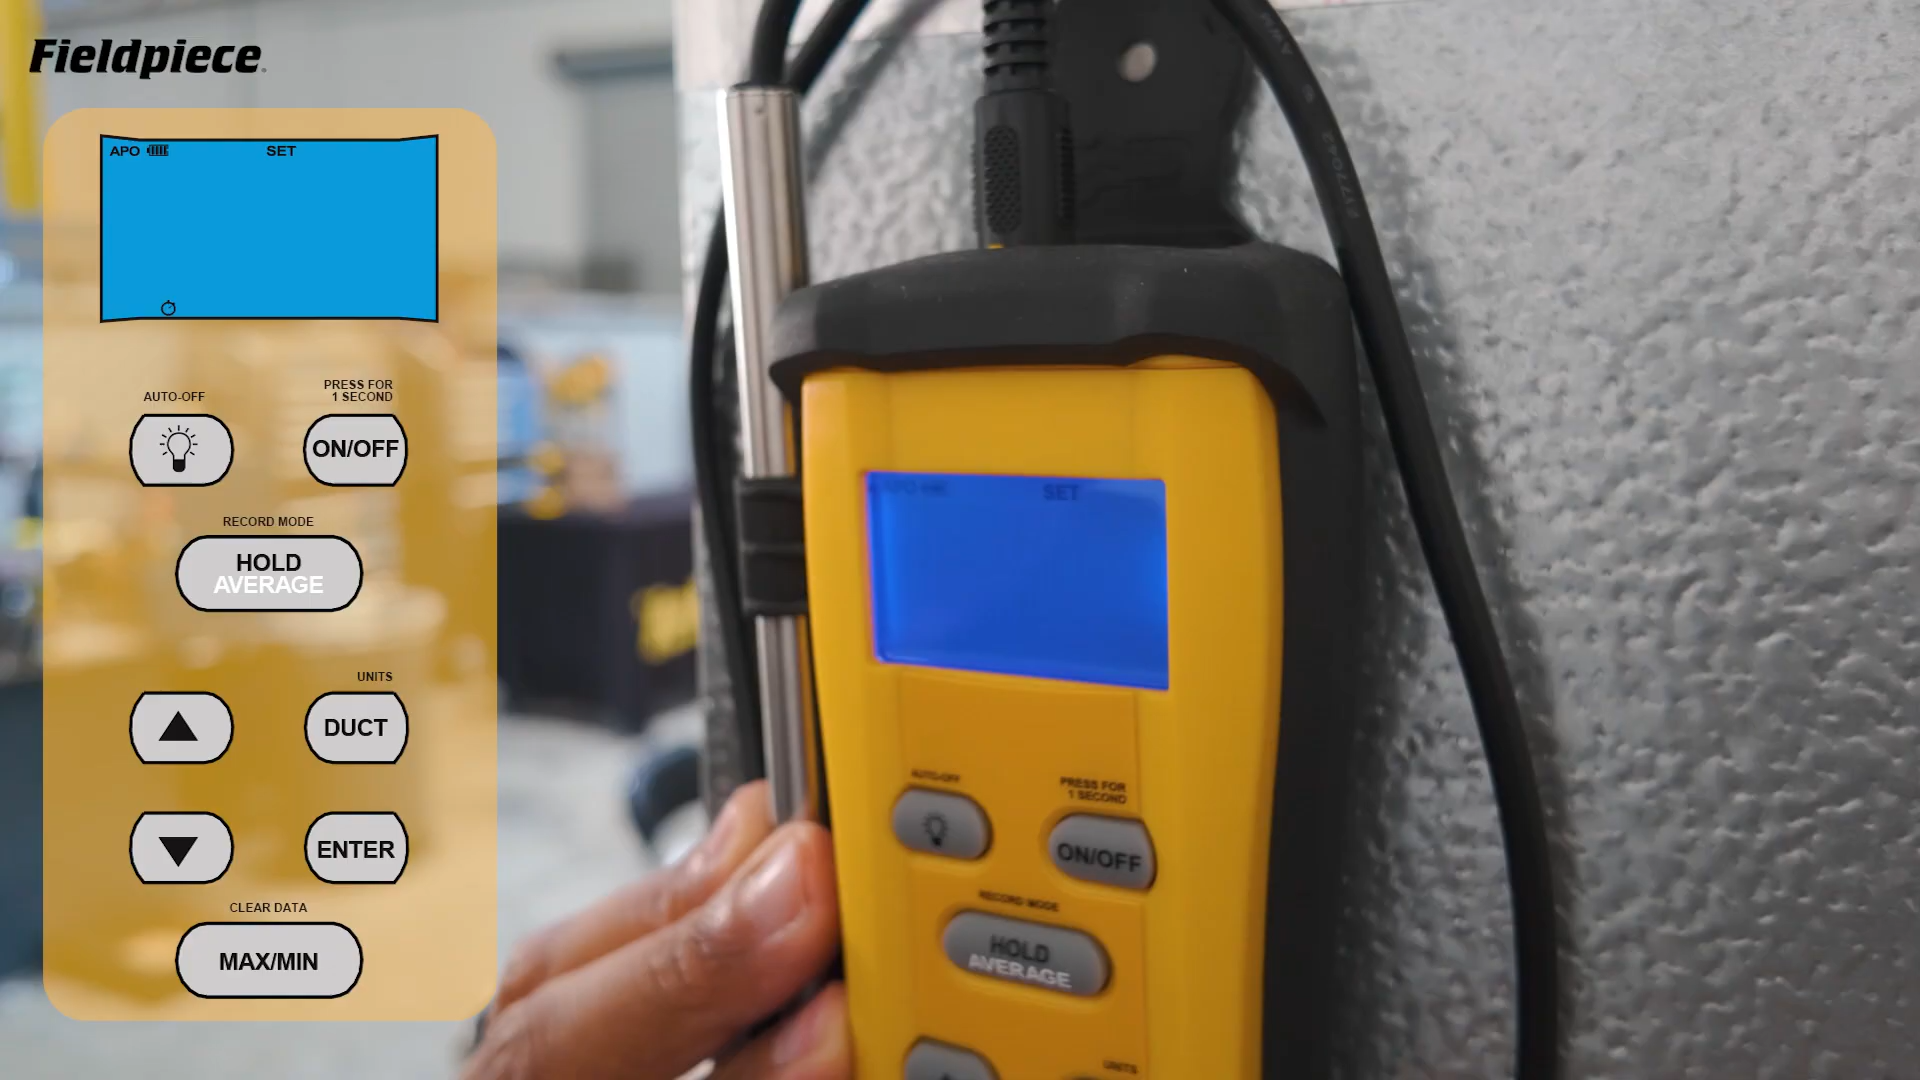 Fieldpiece
APO SET
AUTO-OFF
PRESS FOR
1 SECOND
ON/OFF
RECORD MODE
HOLD
AVERAGE
UNITS
DUCT
ENTER
CLEAR DATA
MAX/MIN
APO SET
AUTO-OFF
PRESS FOR
1 SECOND
ON/OFF
RECORD MODE
HOLD
AVERAGE
UNITS